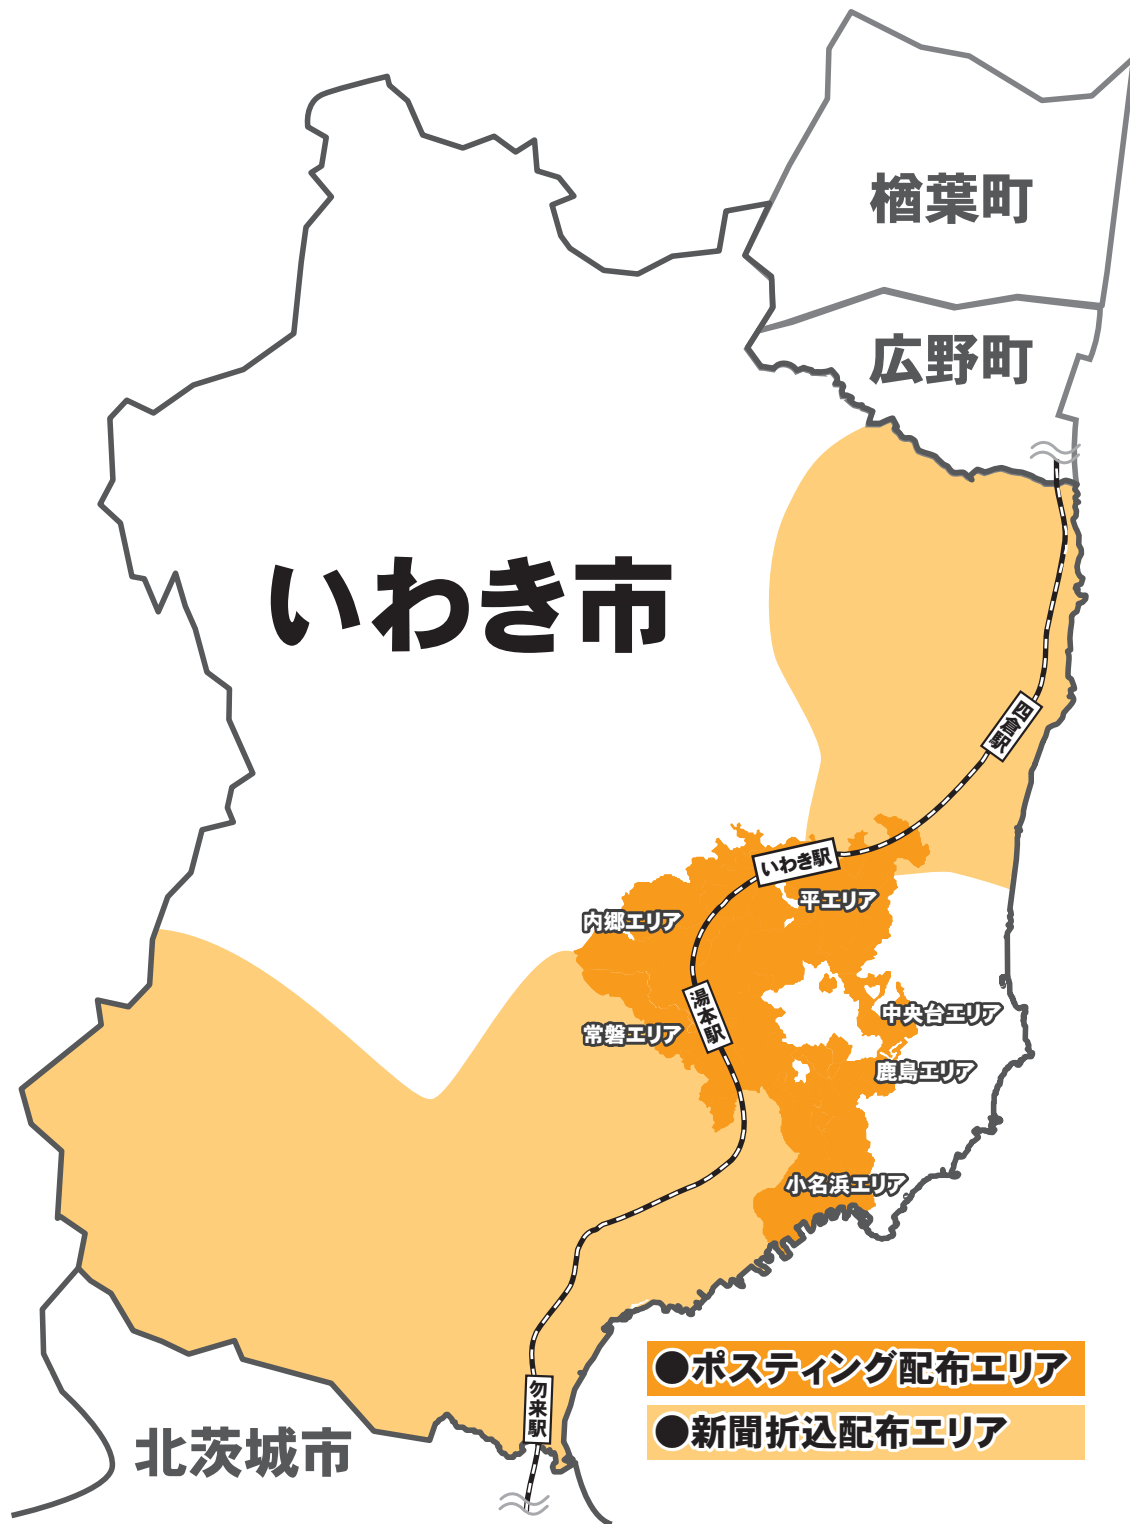 楢葉町
広野町
いわき市
四倉駅
いわき駅
平エリア
内郷エリア
湯本駅
中央台エリア
常磐エリア
鹿島エリア
小名浜エリア
●ポスティング配布エリア
勿来駅
●新聞折込配布エリア
北茨城市